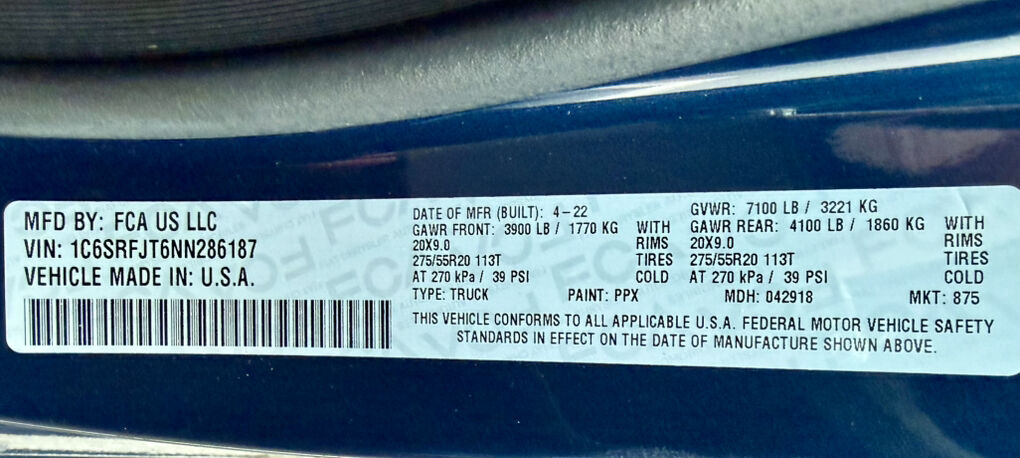 MFD BY: FCA US LLC
VIN: 1C6SRFJT6NN286187
VEHICLE MADE IN: U.S.A.
DATE OF MFR (BUILT): 4-22 GVWR: 7100 LB / 3221 KG
GAWR FRONT: 3900 LB / 1770 KG WITH GAWR REAR: 4100 LB / 1860 KG WITH
20X9.0 RIMS 20X9.0 RIMS
275/55R20 113T TIRES 275/55R20 113T TIRES
AT 270 kPa / 39 PSI COLD AT 270 kPa / 39 PSI COLD
TYPE: TRUCK PAINT: PPX MDH: 042918 MKT: 875
THIS VEHICLE CONFORMS TO ALL APPLICABLE U.S.A. FEDERAL MOTOR VEHICLE SAFETY
STANDARDS IN EFFECT ON THE DATE OF MANUFACTURE SHOWN ABOVE.